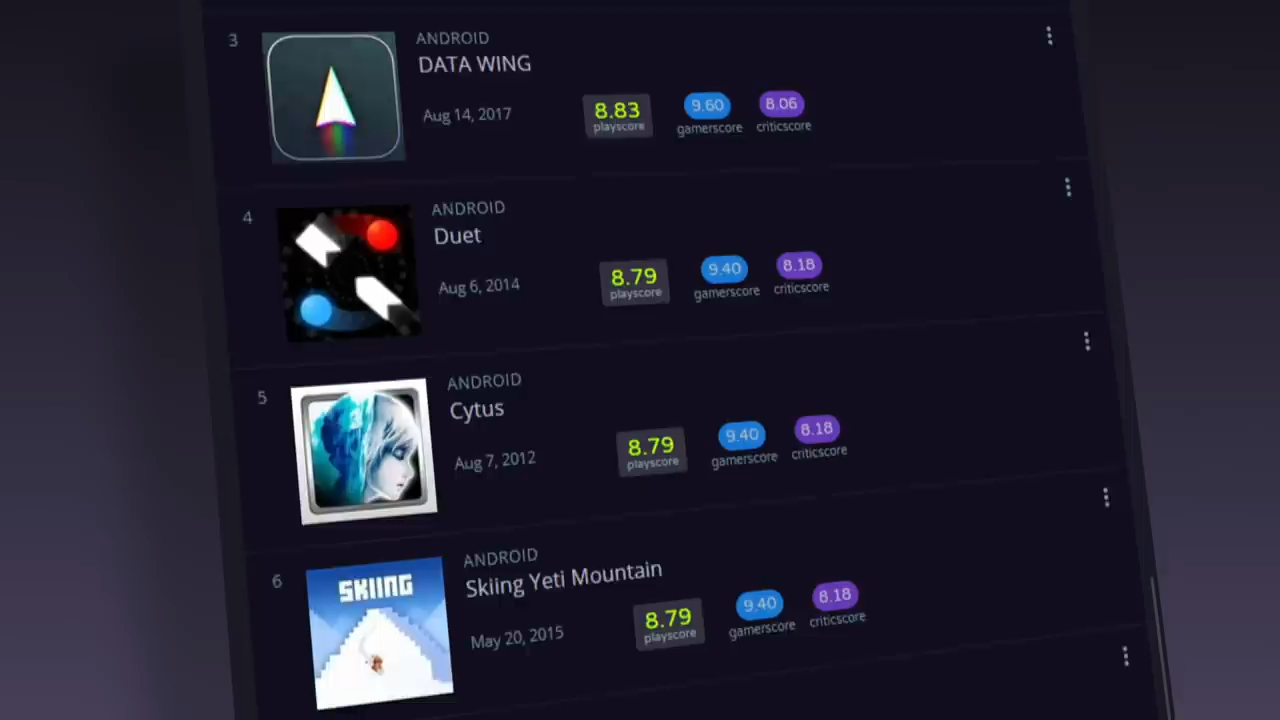 3
ANDROID
DATA WING
Aug 14, 2017
8.83
playscore
9.60
gamerscore
8.06
criticscore
4
ANDROID
Duet
Aug 6, 2014
8.79
playscore
9.40
gamerscore
8.18
criticscore
5
ANDROID
Cytus
Aug 7, 2012
8.79
playscore
9.40
gamerscore
8.18
criticscore
6
SKIING
ANDROID
Skiing Yeti Mountain
May 20, 2015
8.79
playscore
9.40
gamerscore
8.18
criticscore